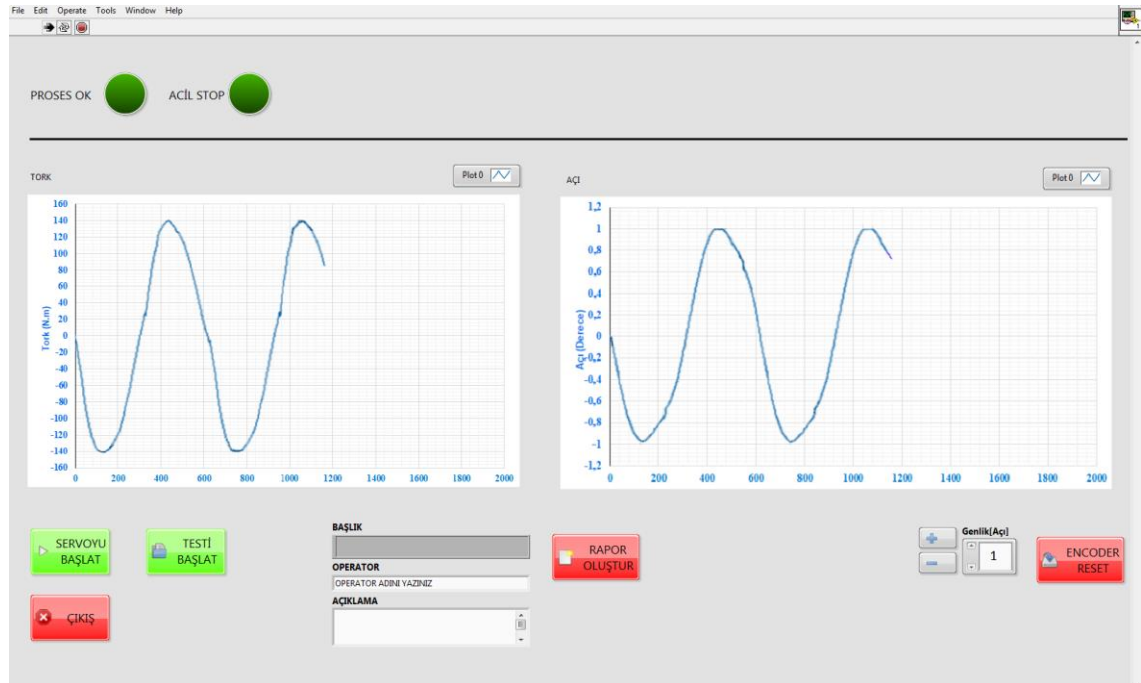 File Edit Operate Tools Window Help
PROSES OK
ACİL STOP
TORK
Plot 0
160
140
120
100
80
60
40
20
0
-20
-40
-60
-80
-100
-120
-140
-160
Tork (N.m)
0 200 400 600 800 1000 1200 1400 1600 1800 2000
AÇI
Plot 0
1,2
1
0,8
0,6
0,4
0,2
0
-0,2
-0,4
-0,6
-0,8
-1
-1,2
Açı (Derece)
0 200 400 600 800 1000 1200 1400 1600 1800 2000
SERVOYU
BAŞLAT
TESTİ
BAŞLAT
ÇIKIŞ
BAŞLIK
OPERATOR
OPERATOR ADINI YAZINIZ
AÇIKLAMA
RAPOR
OLUŞTUR
Genlik[Açı]
1
ENCODER
RESET